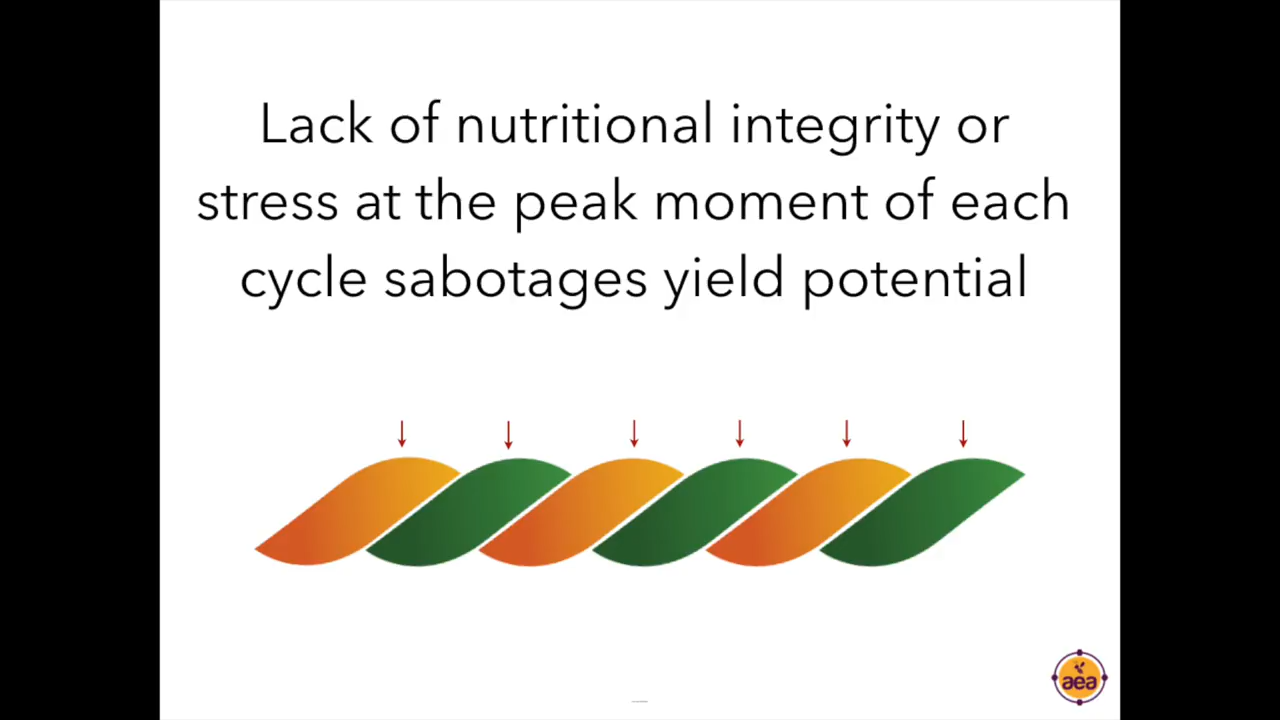 Lack of nutritional integrity or
stress at the peak moment of each
cycle sabotages yield potential
aea